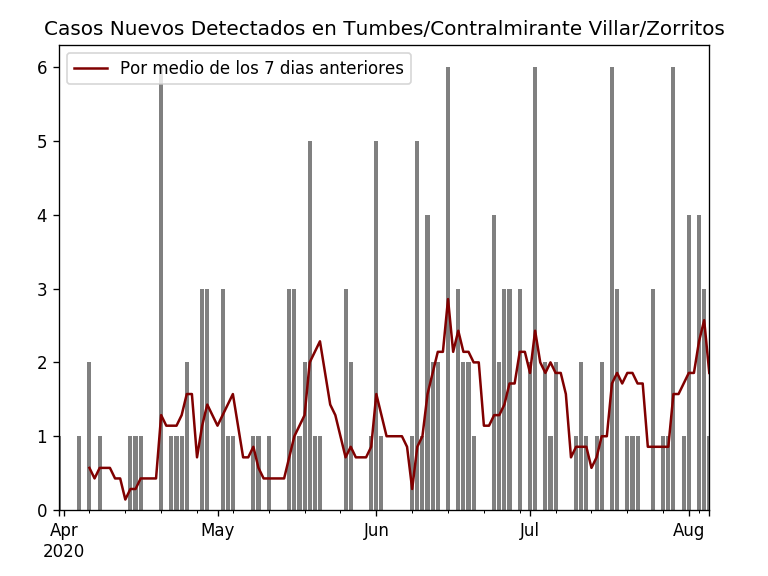 Casos Nuevos Detectados en Tumbes/Contralmirante Villar/Zorritos
Por medio de los 7 dias anteriores
6
5
4
3
2
1
0
Apr May Jun Jul Aug
2020